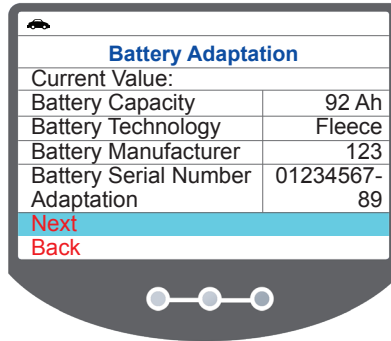 Battery Adaptation
Current Value:
Battery Capacity 92 Ah
Battery Technology Fleece
Battery Manufacturer 123
Battery Serial Number 01234567-
Adaptation 89
Next
Back